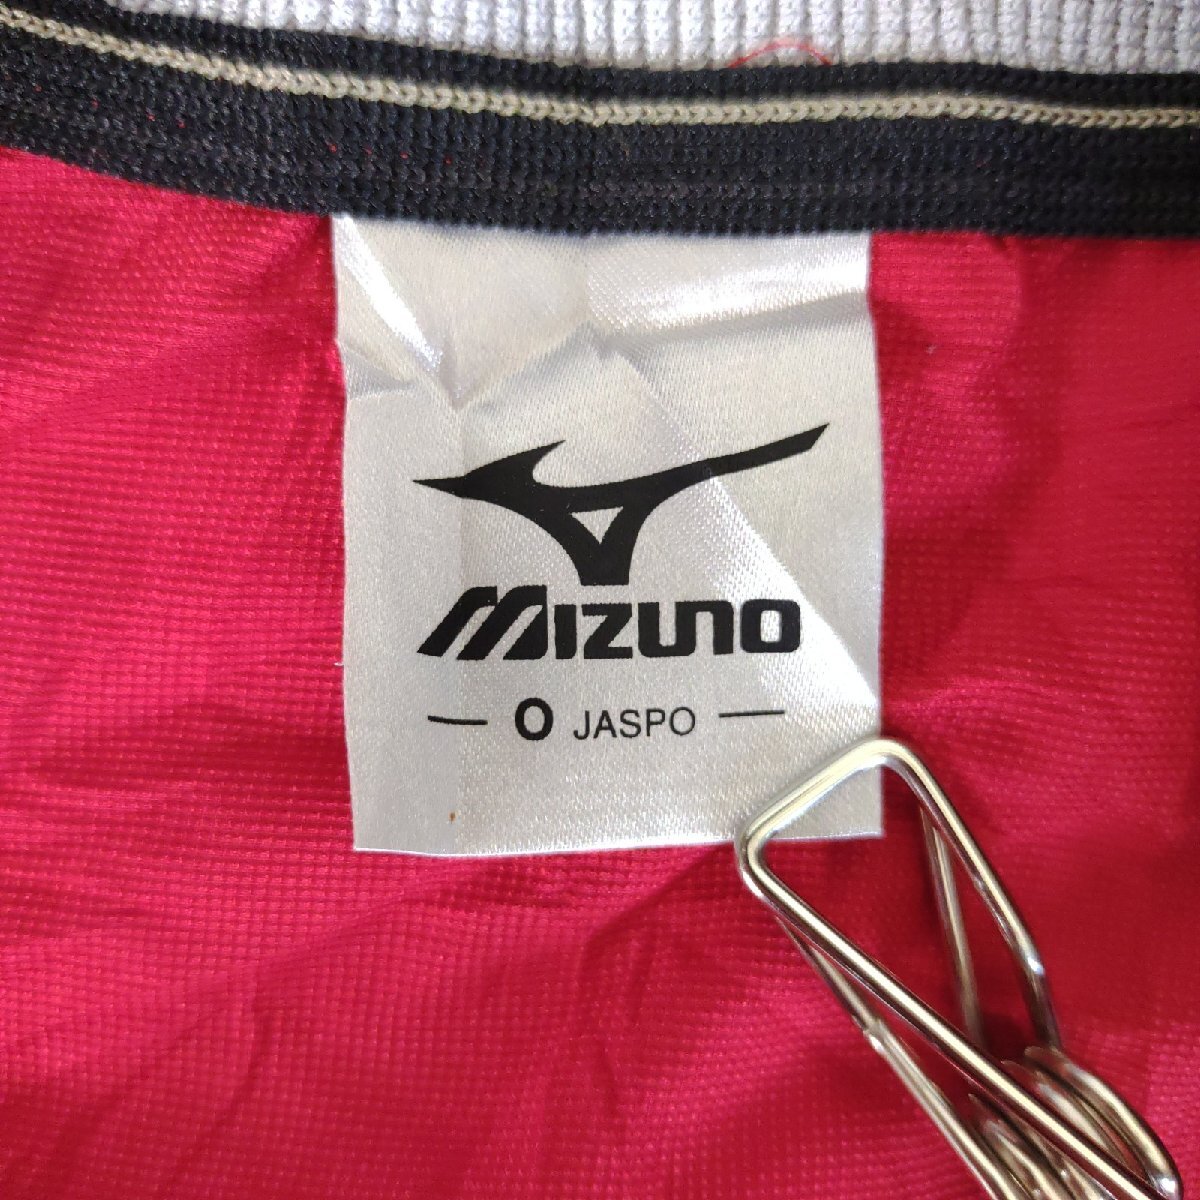 MIZUNO
— O JASPO —